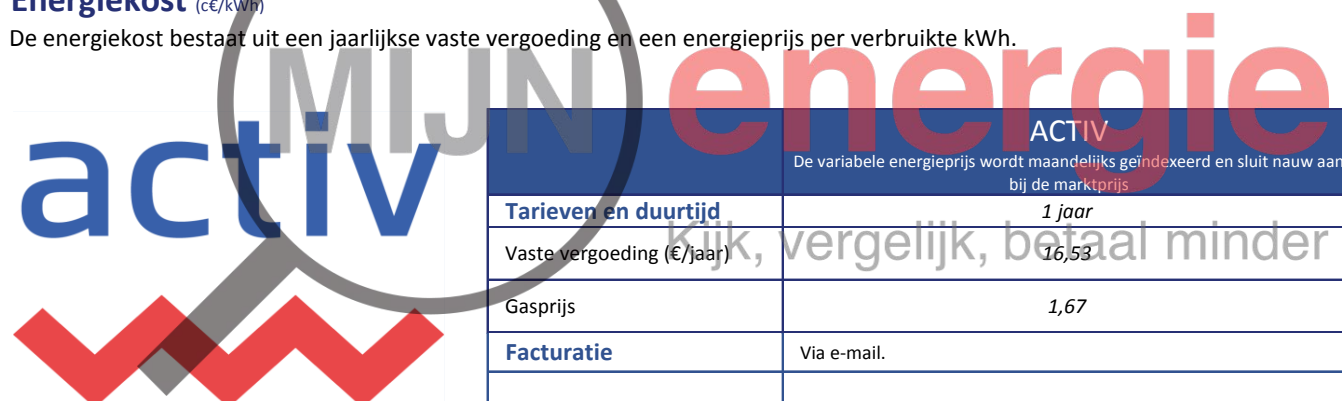 Energiekost (c€/kWh)
De energiekost bestaat uit een jaarlijkse vaste vergoeding en een energieprijs per verbruikte kWh.
MIJN energie
Kijk, vergelijk, betaal minder
activ
ACTIV
De variabele energieprijs wordt maandelijks geïndexeerd en sluit nauw aan
bij de marktprijs
Tarieven en duurtijd 1 jaar
Vaste vergoeding (€/jaar) 16,53
Gasprijs 1,67
Facturatie Via e-mail.